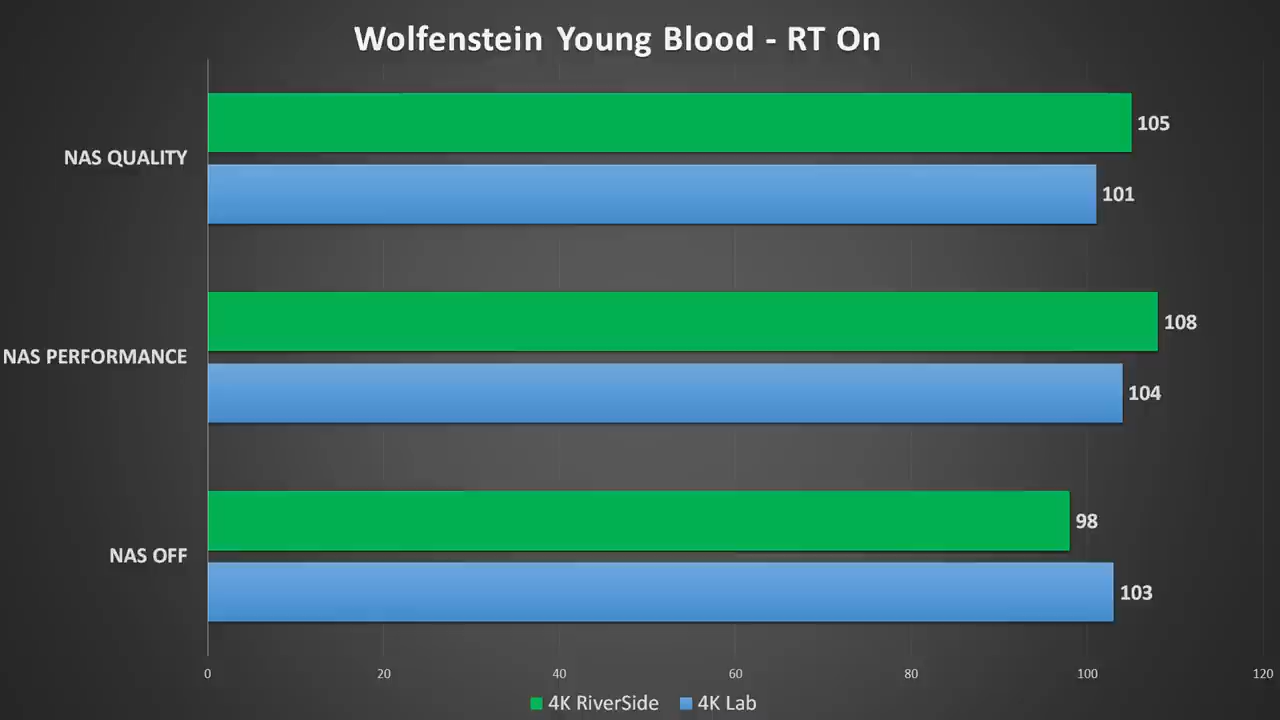 Wolfenstein Young Blood - RT On
NAS QUALITY
105
101
NAS PERFORMANCE
108
104
NAS OFF
98
103
0 20 40 60 80 100 120
4K RiverSide 4K Lab